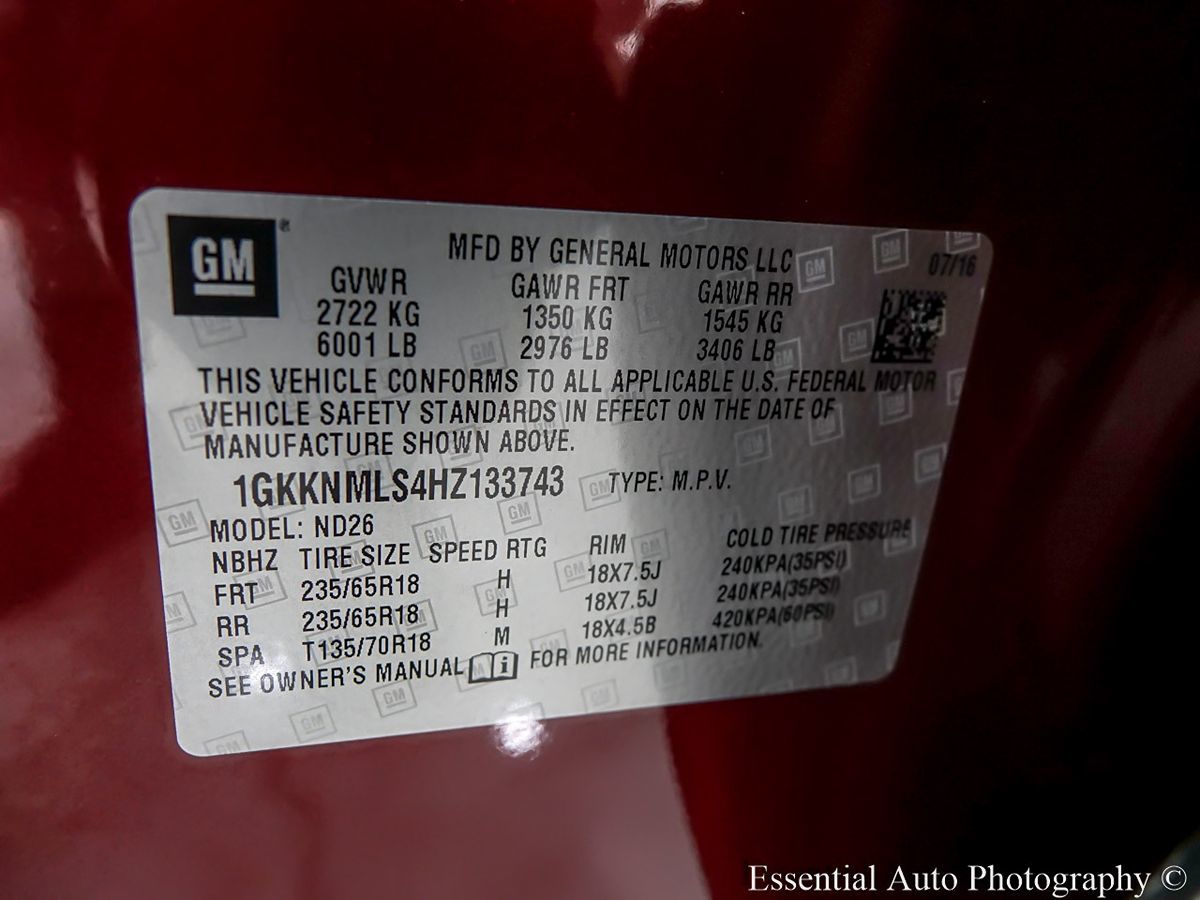 GM
MFD BY GENERAL MOTORS LLC
07/16
GVWR GAWR FRT GAWR RR
2722 KG 1350 KG 1545 KG
6001 LB 2976 LB 3406 LB
THIS VEHICLE CONFORMS TO ALL APPLICABLE U.S. FEDERAL MOTOR
VEHICLE SAFETY STANDARDS IN EFFECT ON THE DATE OF
MANUFACTURE SHOWN ABOVE.
1GKKNMLS4HZ133743 TYPE: M.P.V.
MODEL: ND26
NBHZ TIRE SIZE SPEED RTG RIM COLD TIRE PRESSURE
FRT 235/65R18 H 18X7.5J 240KPA(35PSI)
RR 235/65R18 H 18X7.5J 240KPA(35PSI)
SPA T135/70R18 M 18X4.5B 420KPA(60PSI)
SEE OWNER'S MANUAL FOR MORE INFORMATION.
Essential Auto Photography ©